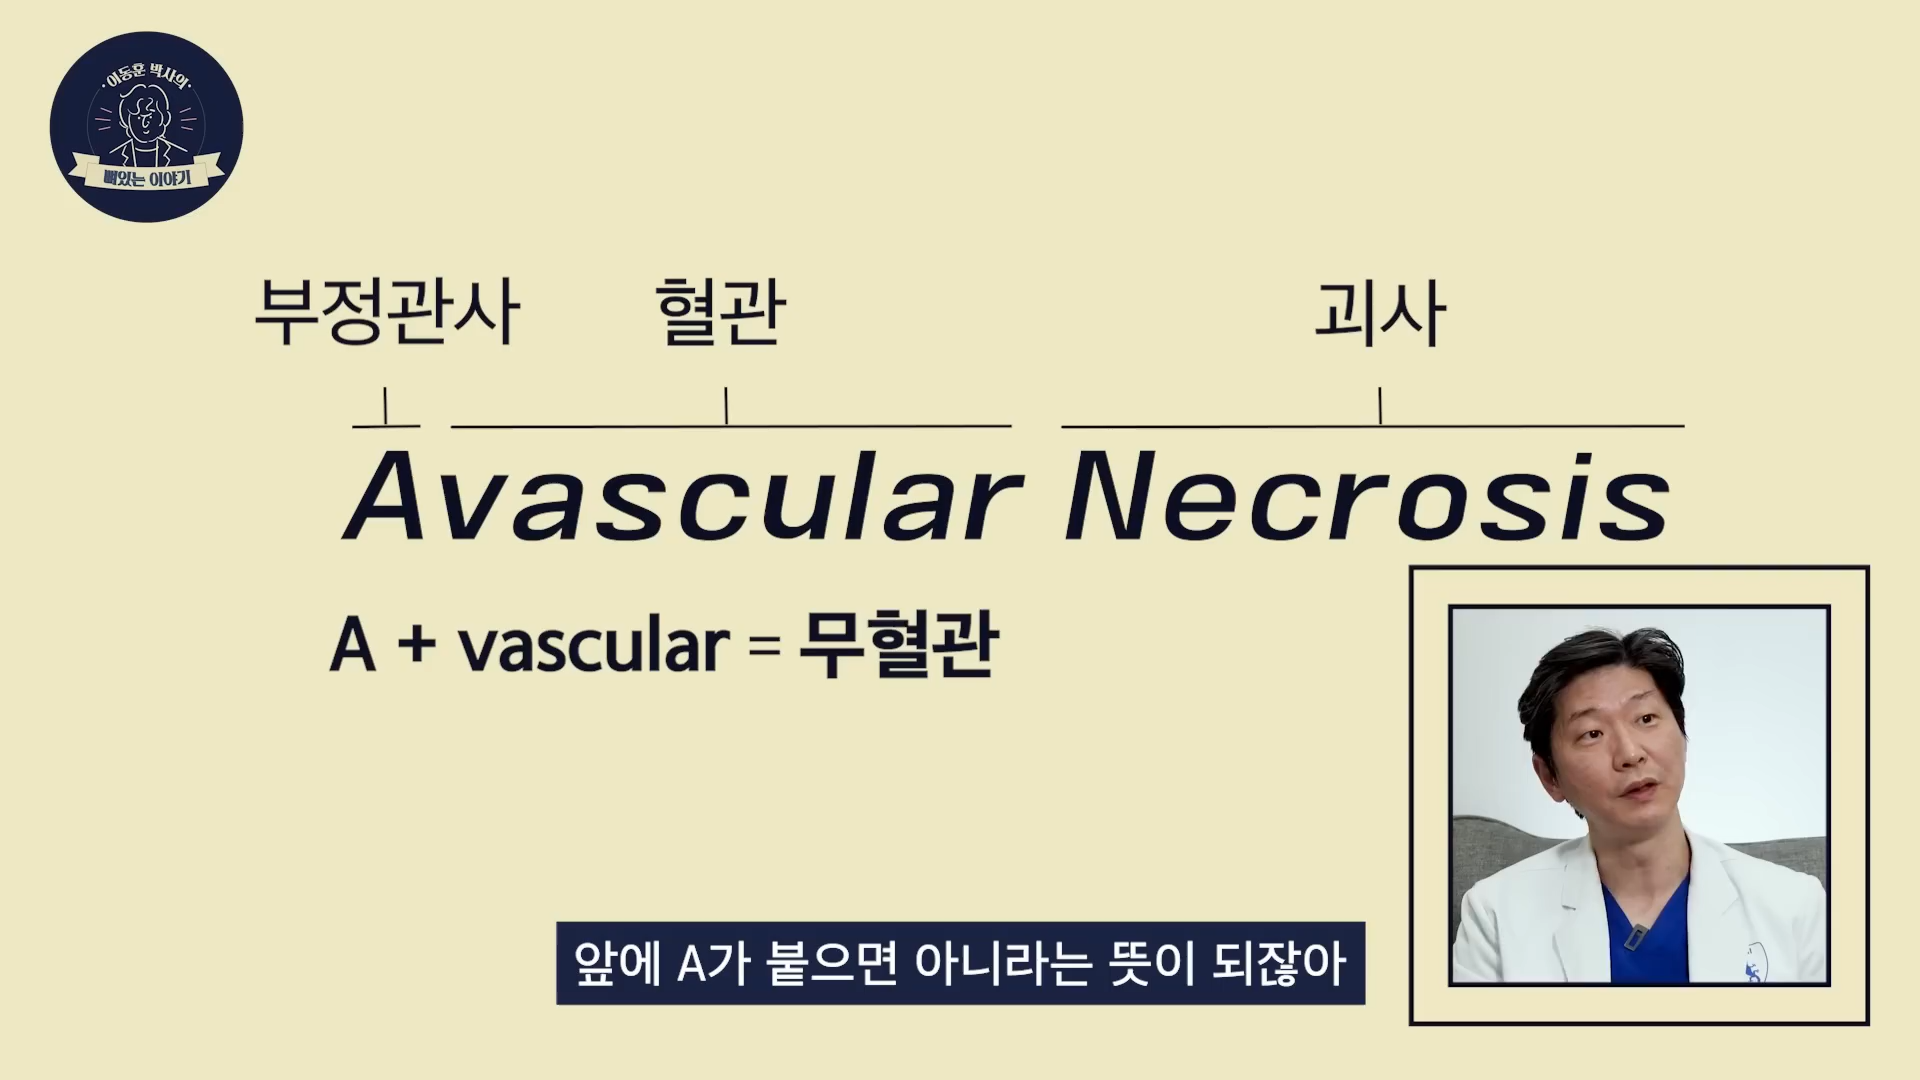 이동훈 박사의
뼈있는 이야기
부정관사 혈관 괴사
Avascular Necrosis
A + vascular = 무혈관
앞에 A가 붙으면 아니라는 뜻이 되잖아